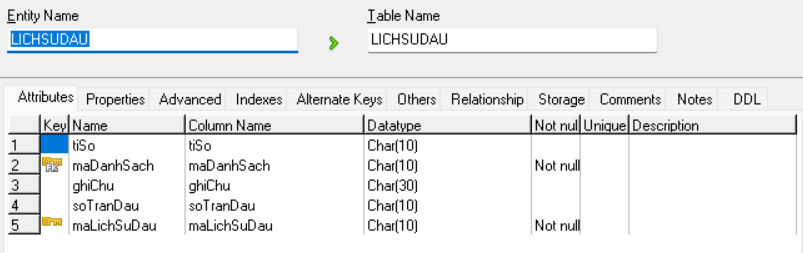 Entity Name Table Name
LICHSUDAU LICHSUDAU
Attributes Properties Advanced Indexes Alternate Keys Others Relationship Storage Comments Notes DDL
Key Name Column Name Datatype Not nul Unique Description
1 tiSo tiSo Char(10)
2 FK maDanhSach maDanhSach Char(10) Not null
3 ghiChu ghiChu Char(30)
4 soTranDau soTranDau Char(10)
5 maLichSuDau maLichSuDau Char(10) Not null